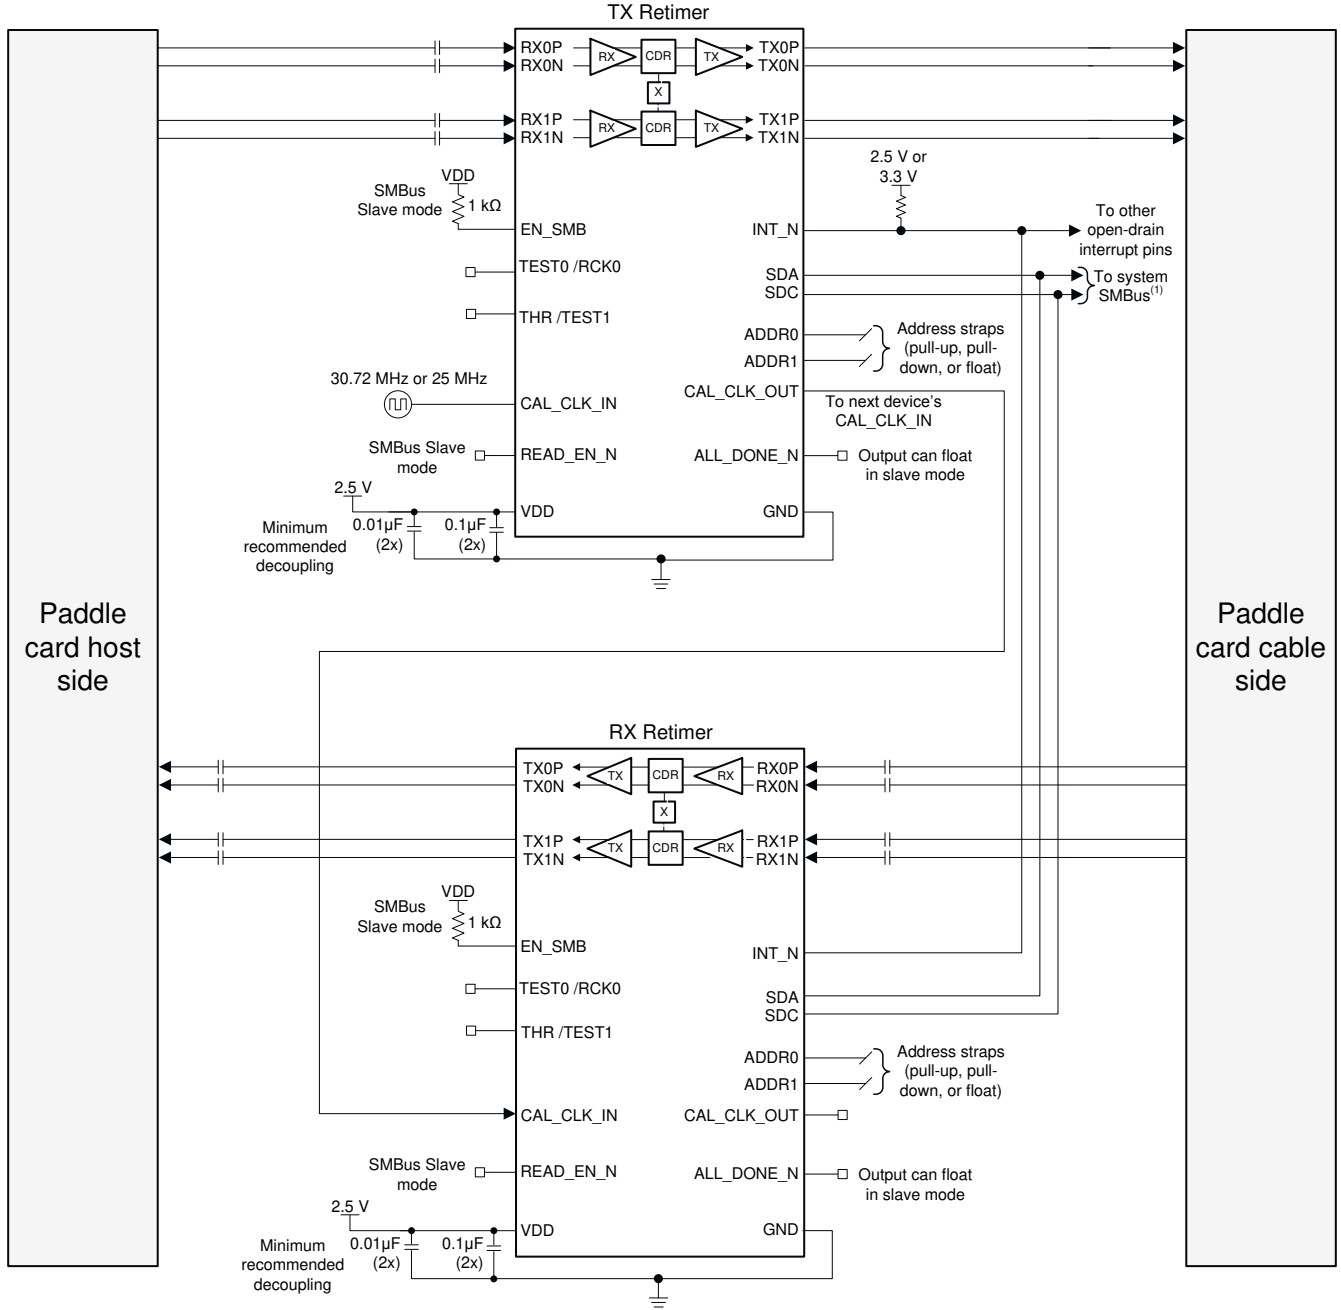 TX Retimer
RX0P
RX0N
RX
CDR
TX
TX0P
TX0N
X
RX1P
RX1N
RX
CDR
TX
TX1P
TX1N
VDD
SMBus
Slave mode
1 kΩ
EN_SMB
2.5 V or
3.3 V
INT_N
To other
open-drain
interrupt pins
TEST0 /RCK0
SDA
SDC
To system
SMBus(1)
THR /TEST1
ADDR0
ADDR1
Address straps
(pull-up, pull-
down, or float)
30.72 MHz or 25 MHz
CAL_CLK_IN
CAL_CLK_OUT
To next device's
CAL_CLK_IN
SMBus Slave
mode
READ_EN_N
ALL_DONE_N
Output can float
in slave mode
2.5 V
VDD
GND
0.01µF
(2x)
0.1µF
(2x)
Minimum
recommended
decoupling
Paddle
card host
side
Paddle
card cable
side
RX Retimer
TX0P
TX0N
TX
CDR
RX
RX0P
RX0N
X
TX1P
TX1N
TX
CDR
RX
RX1P
RX1N
VDD
SMBus
Slave mode
1 kΩ
EN_SMB
INT_N
TEST0 /RCK0
SDA
SDC
THR /TEST1
ADDR0
ADDR1
Address straps
(pull-up, pull-
down, or float)
CAL_CLK_IN
CAL_CLK_OUT
SMBus Slave
mode
READ_EN_N
ALL_DONE_N
Output can float
in slave mode
2.5 V
VDD
GND
0.01µF
(2x)
0.1µF
(2x)
Minimum
recommended
decoupling